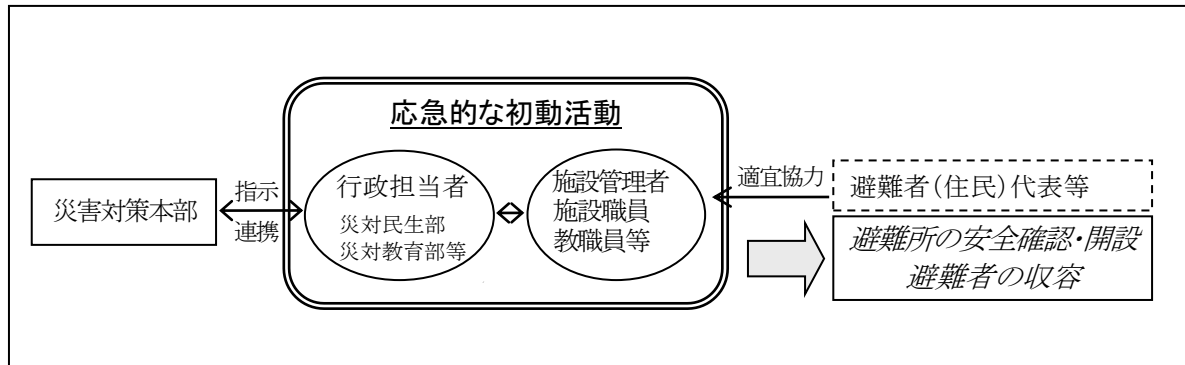 応急的な初動活動
災害対策本部
指示
連携
行政担当者
災対民生部
災対教育部等
施設管理者
施設職員
教職員等
適宜協力
避難者(住民)代表等
避難所の安全確認・開設
避難者の収容